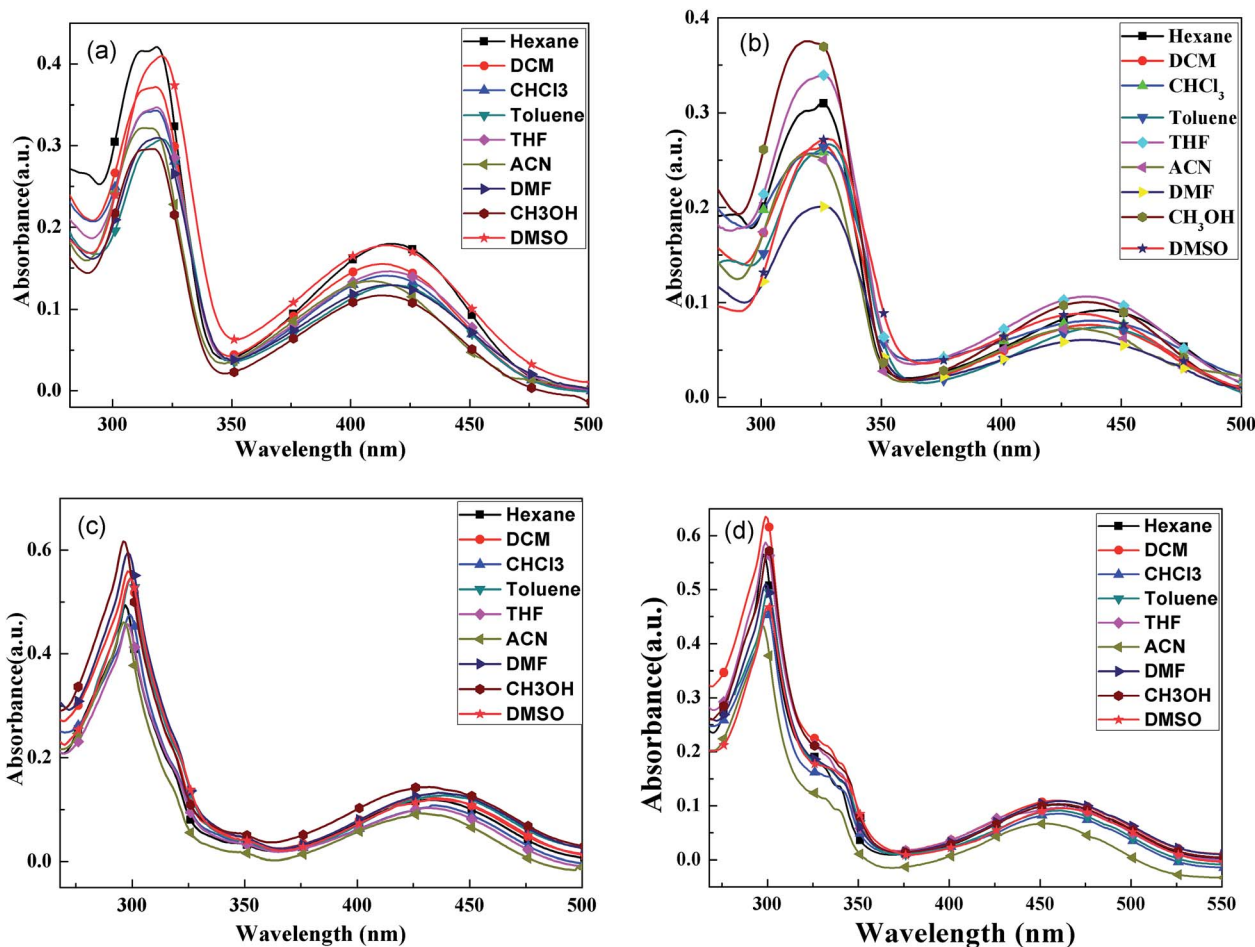 (a)
Absorbance(a.u.)
0.4
0.3
0.2
0.1
0.0
300 350 400 450 500
Wavelength (nm)
Hexane
DCM
CHCl3
Toluene
THF
ACN
DMF
CH3OH
DMSO
(b)
Absorbance (a.u.)
0.4
0.3
0.2
0.1
0.0
300 350 400 450 500
Wavelength (nm)
Hexane
DCM
CHCl3
Toluene
THF
ACN
DMF
CH3OH
DMSO
(c)
Absorbance(a.u.)
0.6
0.4
0.2
0.0
300 350 400 450 500
Wavelength (nm)
Hexane
DCM
CHCl3
Toluene
THF
ACN
DMF
CH3OH
DMSO
(d)
Absorbance(a.u.)
0.6
0.5
0.4
0.3
0.2
0.1
0.0
300 350 400 450 500 550
Wavelength (nm)
Hexane
DCM
CHCl3
Toluene
THF
ACN
DMF
CH3OH
DMSO